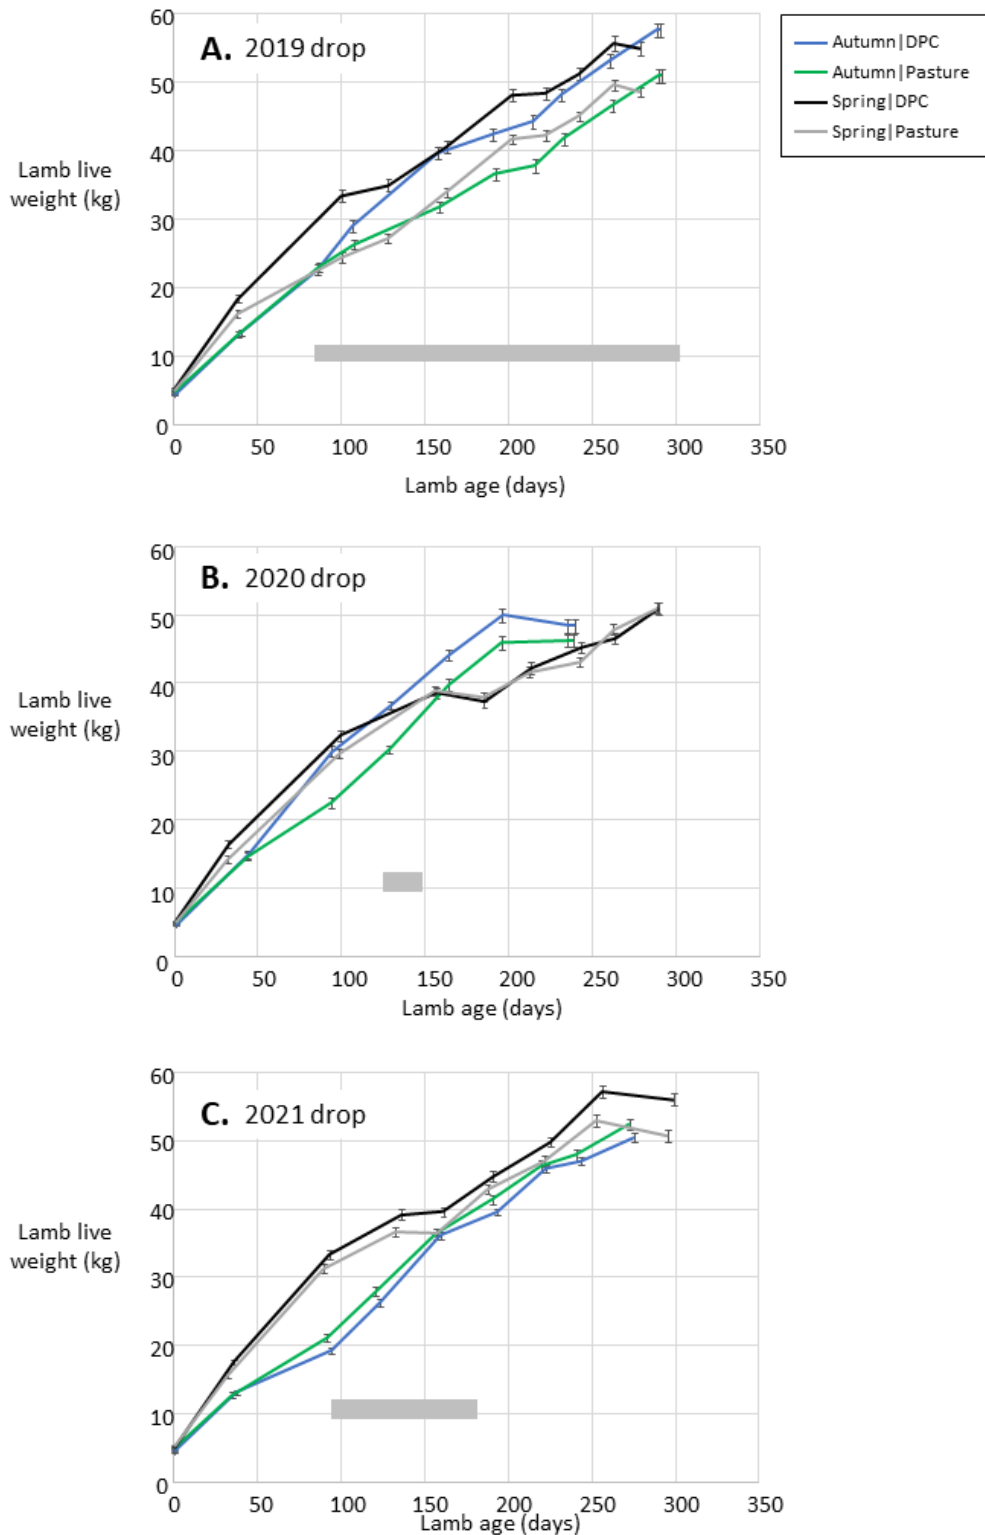 60
A. 2019 drop
50
40
Lamb live
weight (kg)
30
20
10
0
0 50 100 150 200 250 300 350
Lamb age (days)
Autumn|DPC
Autumn|Pasture
Spring|DPC
Spring|Pasture
60
B. 2020 drop
50
40
Lamb live
weight (kg)
30
20
10
0
0 50 100 150 200 250 300 350
Lamb age (days)
60
C. 2021 drop
50
40
Lamb live
weight (kg)
30
20
10
0
0 50 100 150 200 250 300 350
Lamb age (days)